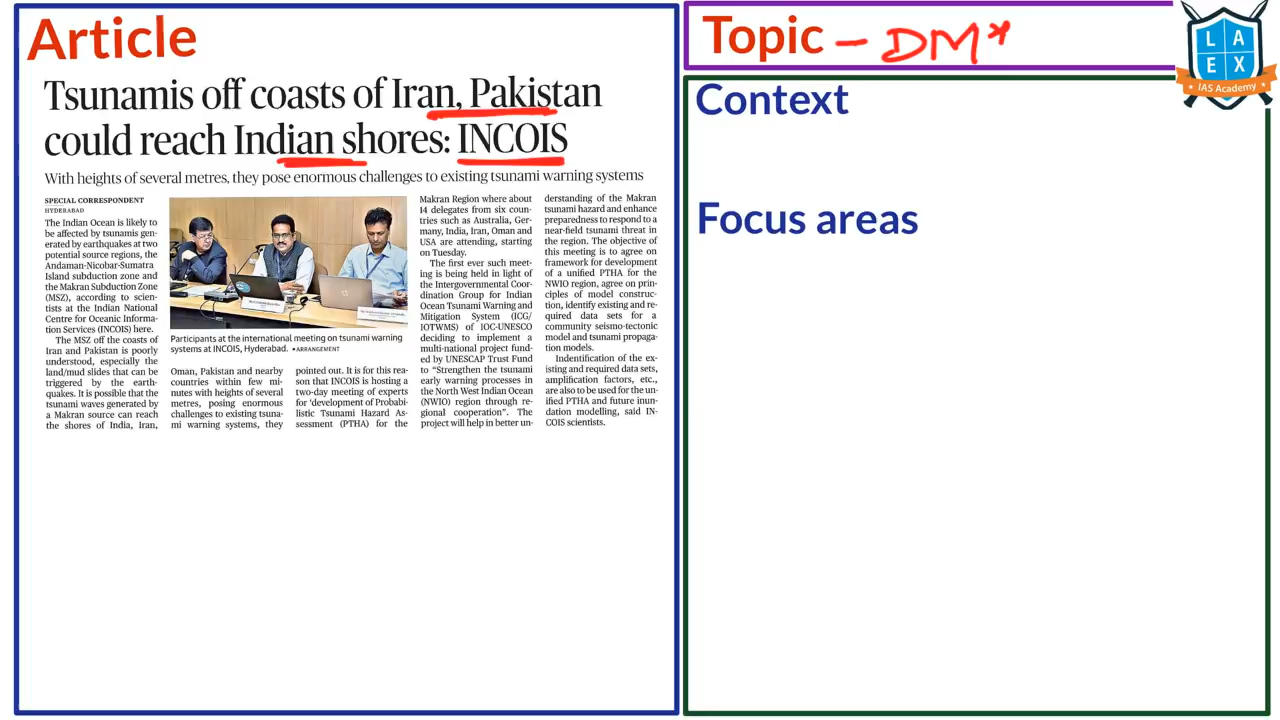 Article
Tsunamis off coasts of Iran, Pakistan
could reach Indian shores: INCOIS
With heights of several metres, they pose enormous challenges to existing tsunami warning systems
SPECIAL CORRESPONDENT
HYDERABAD
The Indian Ocean is likely to
be affected by tsunamis gen-
erated by earthquakes at two
potential source regions, the
Andaman-Nicobar-Sumatra
Island subduction zone and
the Makran Subduction Zone
(MSZ), according to scien-
tists at the Indian National
Centre for Oceanic Informa-
tion Services (INCOIS) here.
The MSZ off the coasts of
Iran and Pakistan is poorly
understood, especially the
land/mud slides that can be
triggered by the earth-
quakes. It is possible that the
tsunami waves generated by
a Makran source can reach
the shores of India, Iran,
Participants at the international meeting on tsunami warning
systems at INCOIS, Hyderabad. •ARRANGEMENT
Oman, Pakistan and nearby
countries within few mi-
nutes with heights of several
metres, posing enormous
challenges to existing tsuna-
mi warning systems, they
pointed out. It is for this rea-
son that INCOIS is hosting a
two-day meeting of experts
for ‘development of Probabi-
listic Tsunami Hazard As-
sessment (PTHA) for the
Makran Region where about
14 delegates from six coun-
tries such as Australia, Ger-
many, India, Iran, Oman and
USA are attending, starting
on Tuesday.
The first ever such meet-
ing is being held in light of
the Intergovernmental Coor-
dination Group for Indian
Ocean Tsunami Warning and
Mitigation System (ICG/
IOTWMS) of IOC-UNESCO
deciding to implement a
multi-national project fund-
ed by UNESCAP Trust Fund
to “Strengthen the tsunami
early warning processes in
the North West Indian Ocean
(NWIO) region through re-
gional cooperation”. The
project will help in better un-
derstanding of the Makran
tsunami hazard and enhance
preparedness to respond to a
near-field tsunami threat in
the region. The objective of
this meeting is to agree on
framework for development
of a unified PTHA for the
NWIO region, agree on prin-
ciples of model construc-
tion, identify existing and re-
quired data sets for a
community seismo-tectonic
model and tsunami propaga-
tion models.
Indentification of the ex-
isting and required data sets,
amplification factors, etc.,
are also to be used for the un-
ified PTHA and future inun-
dation modelling, said IN-
COIS scientists.
Topic - DM*
L A
E X
IAS Academy
Context
Focus areas